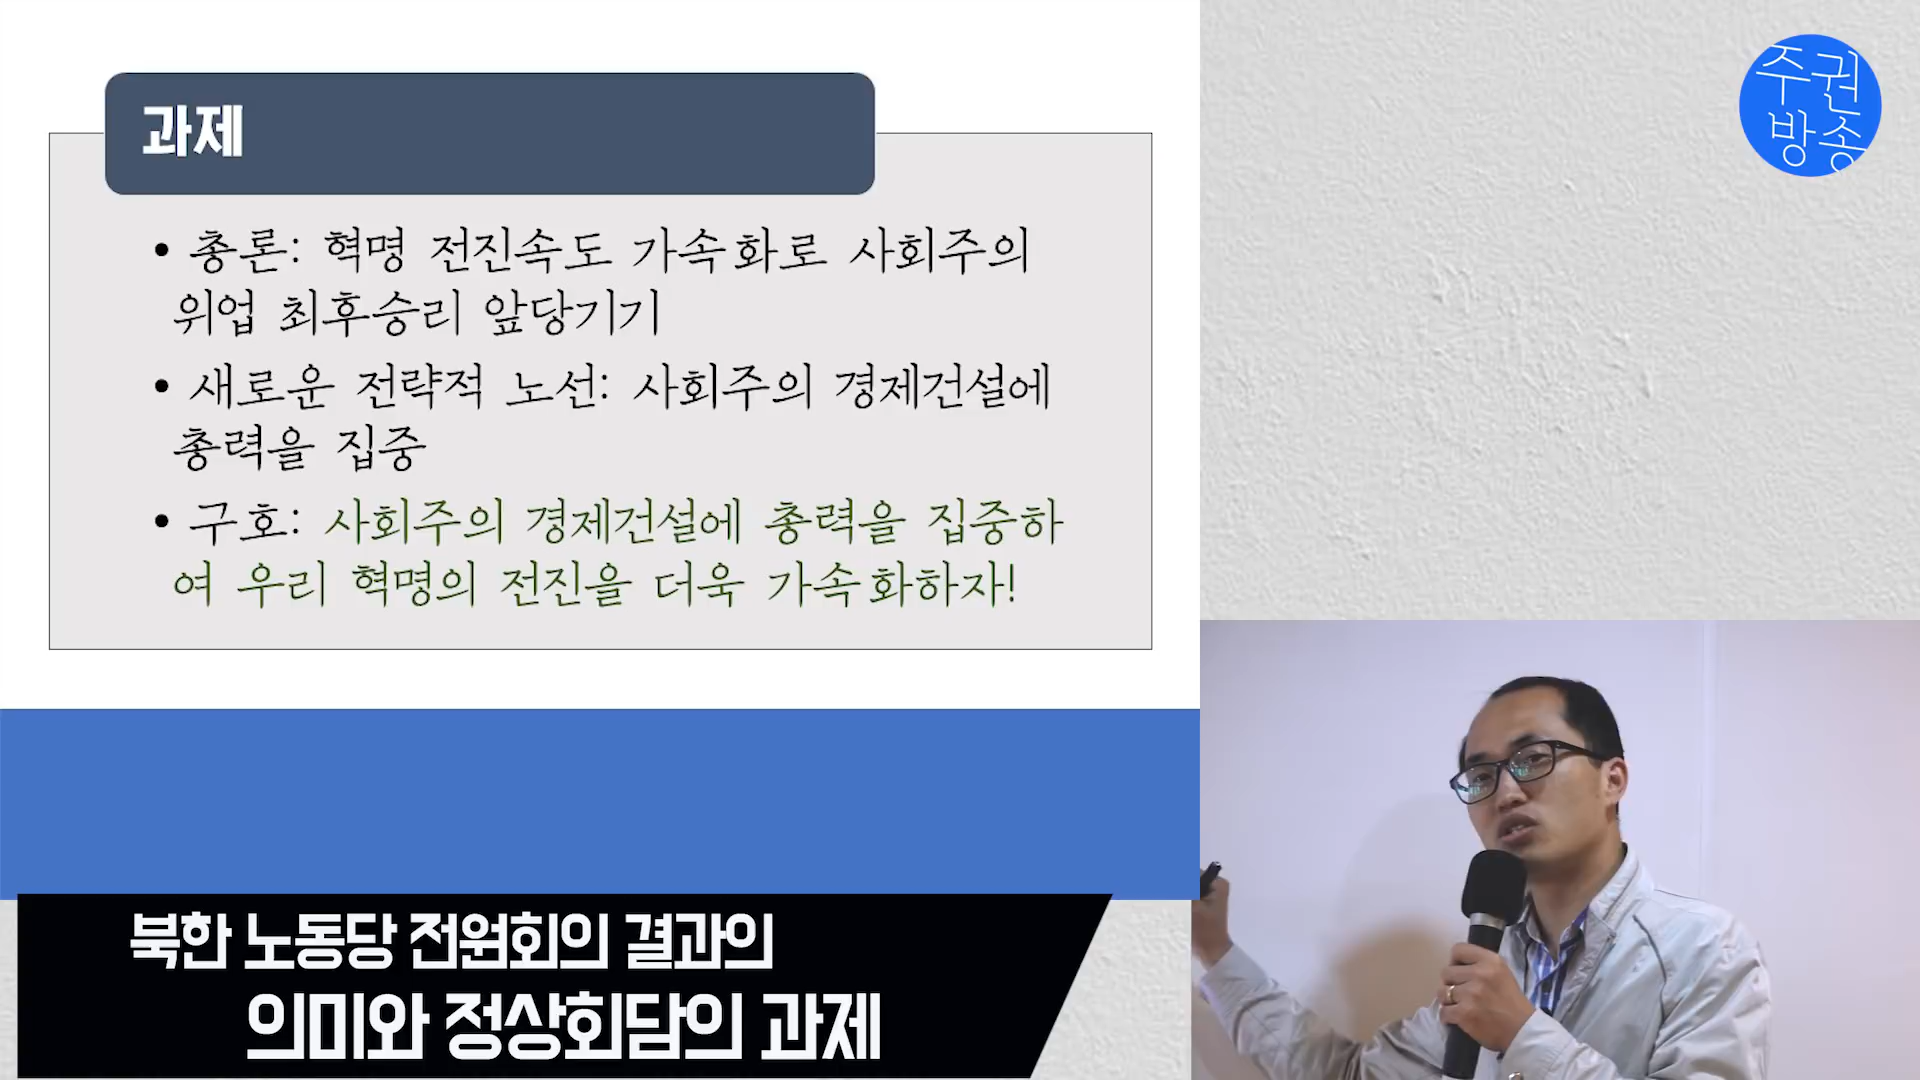 과제
• 총론: 혁명 전진속도 가속화로 사회주의
위업 최후승리 앞당기기
• 새로운 전략적 노선: 사회주의 경제건설에
총력을 집중
• 구호: 사회주의 경제건설에 총력을 집중하
여 우리 혁명의 전진을 더욱 가속화하자!
주권
방송
북한 노동당 전원회의 결과의
의미와 정상회담의 과제